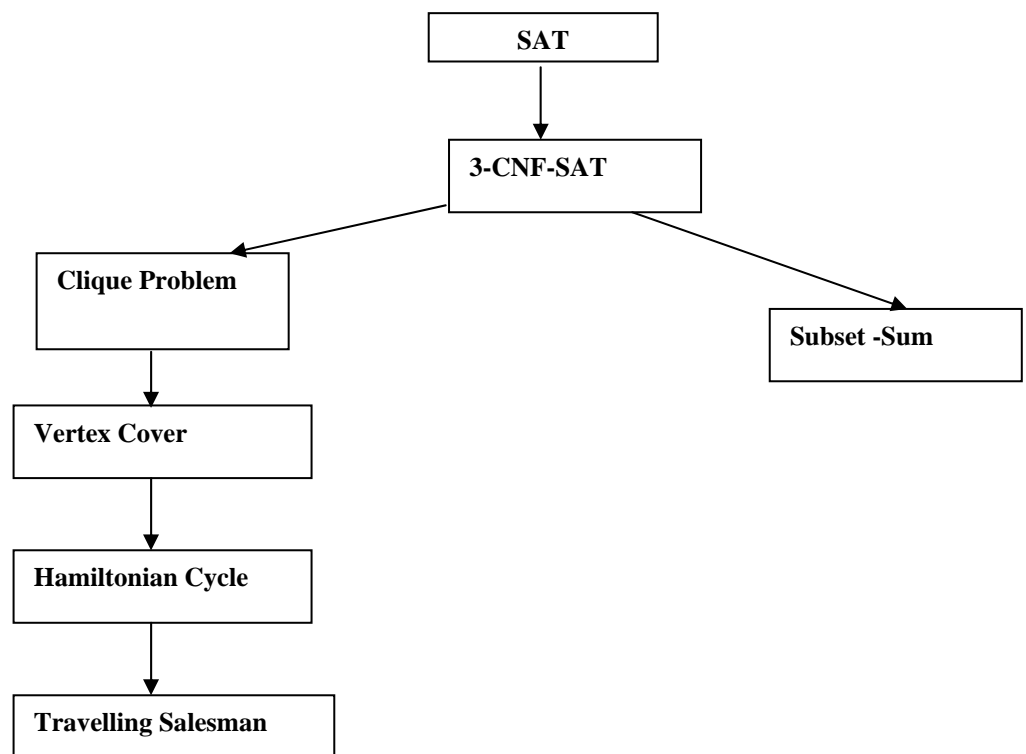 SAT
3-CNF-SAT
Clique Problem
Subset -Sum
Vertex Cover
Hamiltonian Cycle
Travelling Salesman